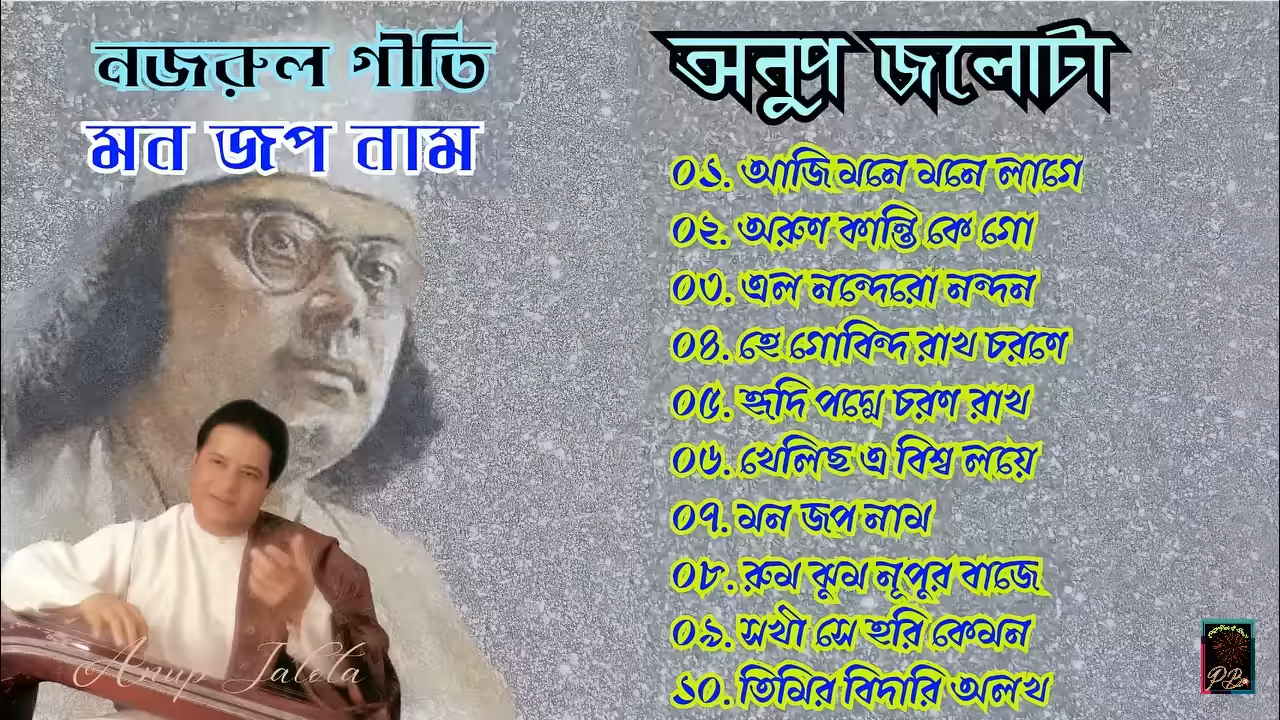 নজরুল গীতি
মন জপ নাম
অনুপ জলোটা
০১. আজি মনে মনে লাগে
০২. অরুণ কান্তি কে গো
০৩. এল নন্দেরো নন্দন
০৪. হে গোবিন্দ রাখ চরণে
০৫. হৃদি পদ্মে চরণ রাখ
০৬. খেলিছ এ বিশ্ব লয়ে
০৭. মন জপ নাম
০৮. রুম ঝুম নূপুর বাজে
০৯. সখী সে হরি কেমন
১০. তিমির বিদারি অলখ
Anup Jalota